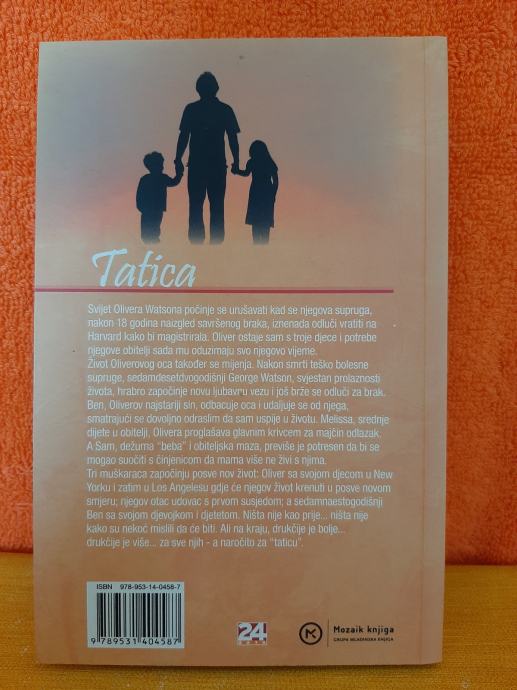 Tatica
Svijet Olivera Watsona počinje se urušavati kad se njegova supruga,
nakon 18 godina naizgled savršenog braka, iznenada odluči vratiti na
Harvard kako bi magistrirala. Oliver ostaje sam s troje djece i potrebe
njegove obitelji sada mu oduzimaju svo njegovo vijeme.
Život Oliverovog oca također se mijenja. Nakon smrti teško bolesne
supruge, sedamdesetdvogodišnji George Watson, svjestan prolaznosti
života, hrabro započinje novu ljubavnu vezu i još brže se odluči za brak.
Ben, Oliverov najstariji sin, odbacuje oca i udaljuje se od njega,
smatrajući se dovoljno odraslim da sam uspije u životu. Melissa, srednje
dijete u obitelji, Olivera proglašava glavnim krivcem za majčin odlazak.
A Sam, dežurna "beba" i obiteljska maza, previše je potresen da bi se
mogao suočiti s činjenicom da mama više ne živi s njima.
Tri muškarca započinju posve nov život: Oliver sa svojom djecom u New
Yorku i zatim u Los Angelesu gdje će njegov život krenuti u posve novom
smjeru; njegov otac udovac s prvom susjedom; a sedamnaestogodišnji
Ben sa svojom djevojkom i djetetom. Ništa nije kao prije... ništa nije
kako su nekoć mislili da će biti. Ali na kraju, drukčije je bolje...
drukčije je više... za sve njih - a naročito za "taticu".
ISBN 978-953-14-0458-7
9 789531 404587
24
sata
Mozaik knjiga
GRUPA MLADINSKA KNJIGA